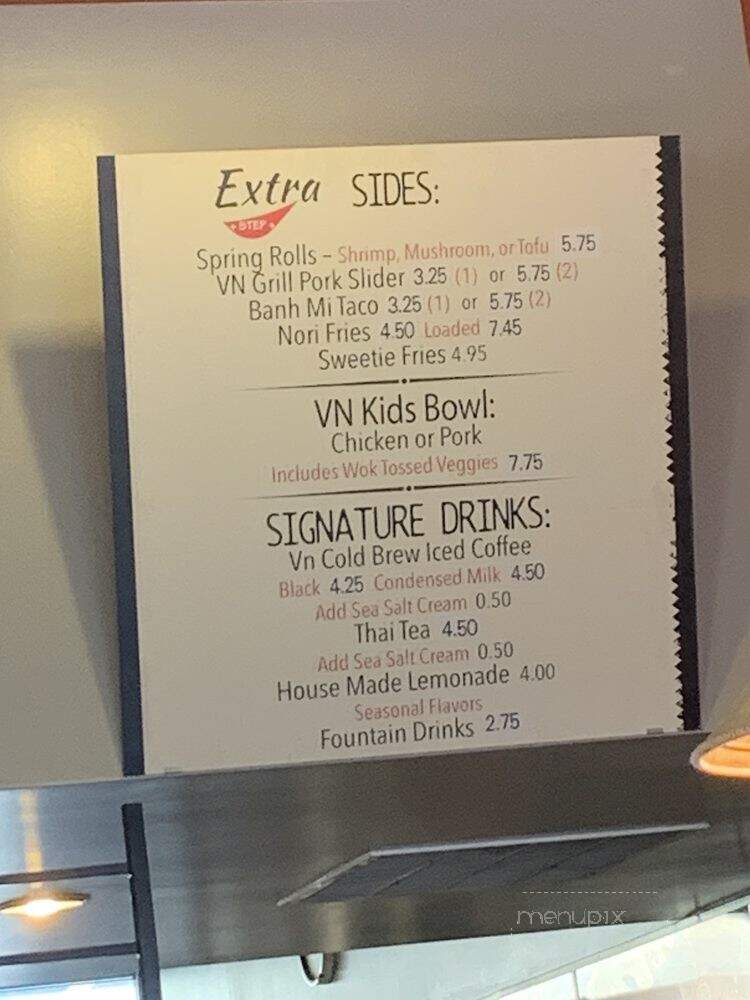 Extra SIDES:
STEP
Spring Rolls – Shrimp, Mushroom, or Tofu 5.75
VN Grill Pork Slider 3.25 (1) or 5.75 (2)
Banh Mi Taco 3.25 (1) or 5.75 (2)
Nori Fries 4.50 Loaded 7.45
Sweetie Fries 4.95
VN Kids Bowl:
Chicken or Pork
Includes Wok Tossed Veggies 7.75
SIGNATURE DRINKS:
Vn Cold Brew Iced Coffee
Black 4.25 Condensed Milk 4.50
Add Sea Salt Cream 0.50
Thai Tea 4.50
Add Sea Salt Cream 0.50
House Made Lemonade 4.00
Seasonal Flavors
Fountain Drinks 2.75
menupix